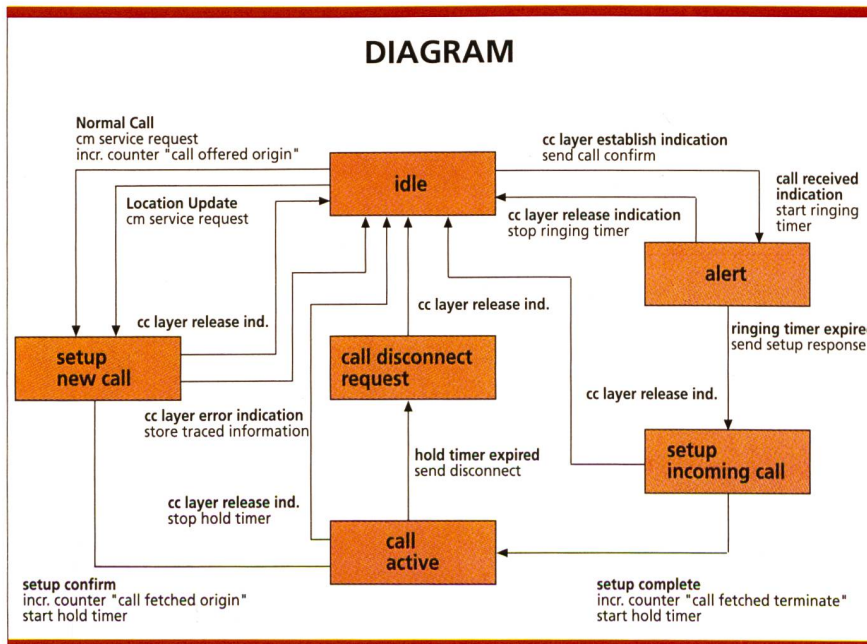 DIAGRAM
Normal Call
cm service request
incr. counter "call offered origin"
cc layer establish indication
send call confirm
idle
call received
indication
start ringing
timer
Location Update
cm service request
cc layer release indication
stop ringing timer
alert
cc layer release ind.
cc layer release ind.
ringing timer expired
send setup response
setup
new call
call disconnect
request
cc layer release ind.
cc layer error indication
store traced information
hold timer expired
send disconnect
setup
incoming call
cc layer release ind.
stop hold timer
call
active
setup confirm
incr. counter "call fetched origin"
start hold timer
setup complete
incr. counter "call fetched terminate"
start hold timer